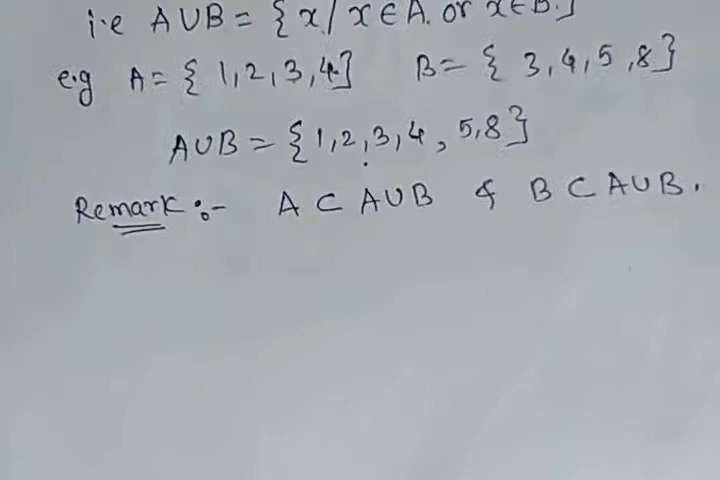 i.e A∪B = {x / x∈A. or x∈B.}
e.g A = {1,2,3,4} B = {3,4,5,8}
A∪B = {1,2,3,4,5,8}
Remark :- A ⊂ A∪B & B ⊂ A∪B.